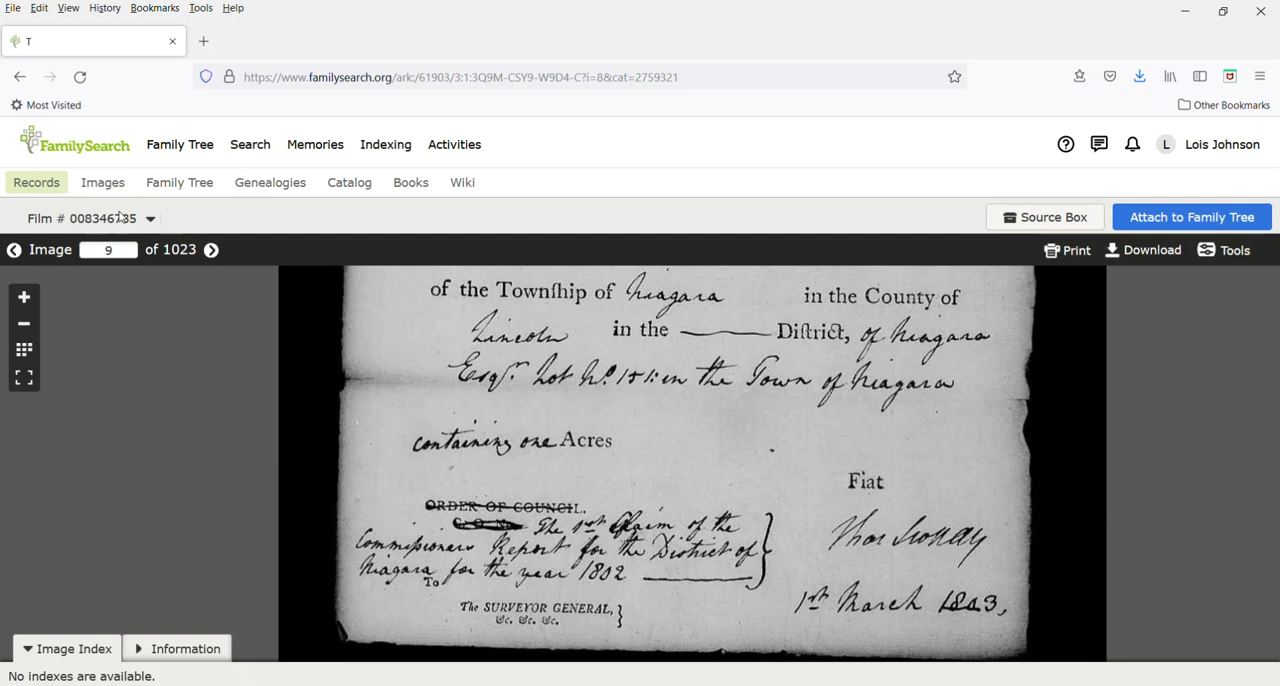 File Edit View History Bookmarks Tools Help
T
https://www.familysearch.org/ark:/61903/3:1:3Q9M-CSY9-W9D4-C?i=8&cat=2759321
Most Visited
Other Bookmarks
FamilySearch Family Tree Search Memories Indexing Activities
L Lois Johnson
Records Images Family Tree Genealogies Catalog Books Wiki
Film # 008346735
Source Box Attach to Family Tree
Image 9 of 1023
Print Download Tools
of the Townſhip of Niagara in the County of
Lincoln in the Diſtrict, of Niagara
Esqr. Lot No. 151: in the Town of Niagara
containing one Acres
Fiat
ORDER OF COUNCIL.
The 1st Claim of the
Commissioners Report for the District of
Niagara for the year 1802
Thos Scott
To
1st March 1803,
The SURVEYOR GENERAL,
&c. &c. &c.
Image Index Information
No indexes are available.